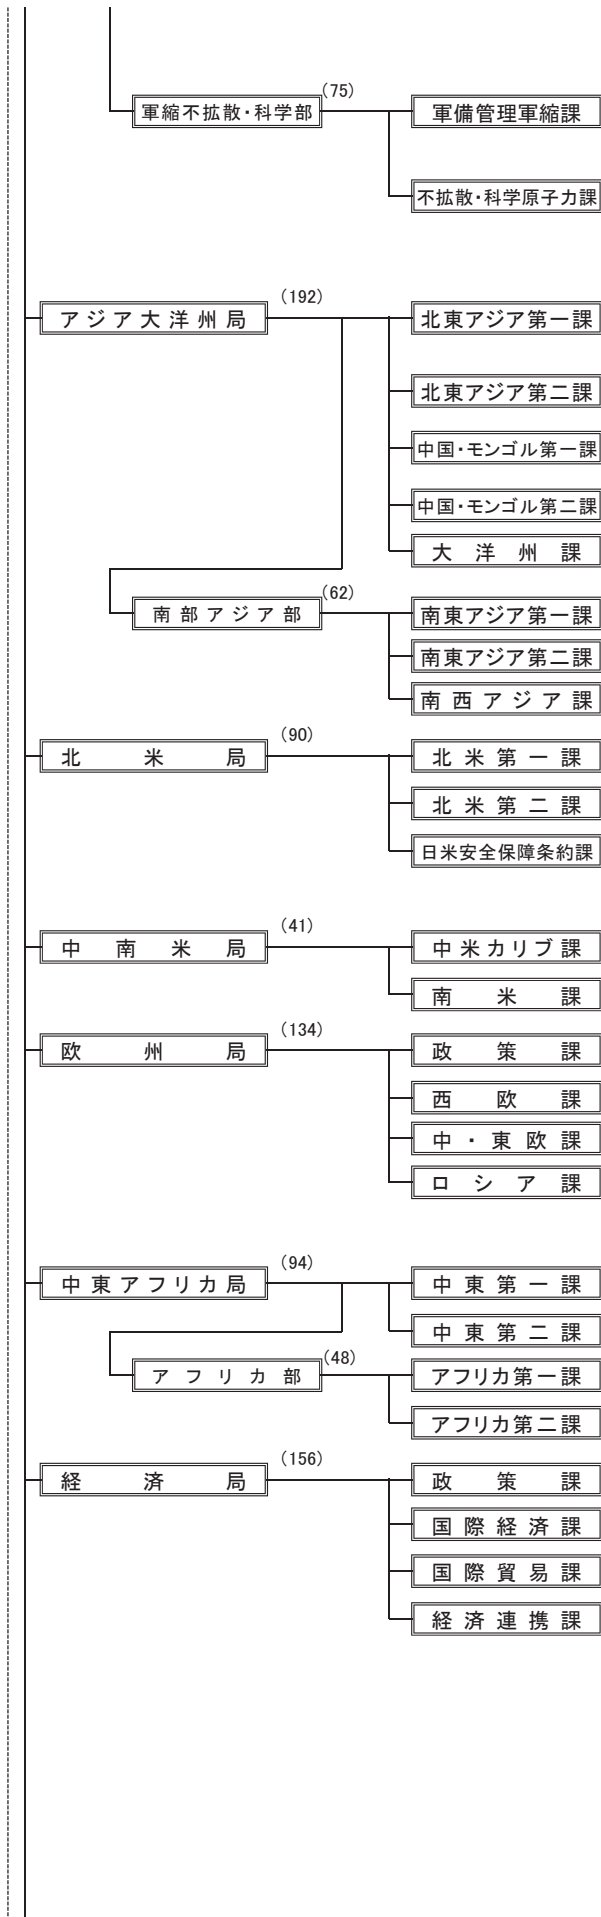 (75)
軍縮不拡散・科学部
軍備管理軍縮課
不拡散・科学原子力課
(192)
アジア大洋州局
北東アジア第一課
北東アジア第二課
中国・モンゴル第一課
中国・モンゴル第二課
大洋州課
(62)
南部アジア部
南東アジア第一課
南東アジア第二課
南西アジア課
(90)
北米局
北米第一課
北米第二課
日米安全保障条約課
(41)
中南米局
中米カリブ課
南米課
(134)
欧州局
政策課
西欧課
中・東欧課
ロシア課
(94)
中東アフリカ局
中東第一課
中東第二課
(48)
アフリカ部
アフリカ第一課
アフリカ第二課
(156)
経済局
政策課
国際経済課
国際貿易課
経済連携課